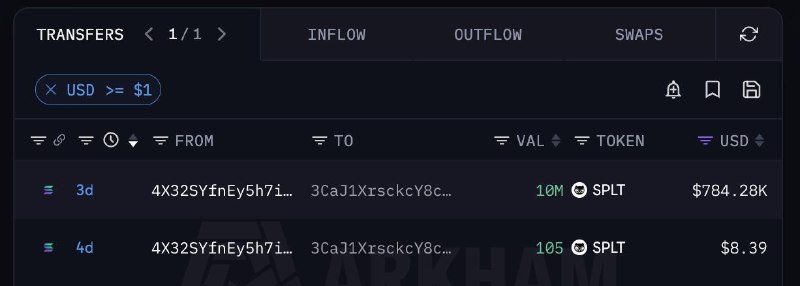 TRANSFERS 1 / 1 INFLOW OUTFLOW SWAPS
USD >= $1
FROM TO VAL TOKEN USD
3d 4X32SYfnEy5h7i… 3CaJ1XrsckcY8c… 10M SPLT $784.28K
4d 4X32SYfnEy5h7i… 3CaJ1XrsckcY8c… 105 SPLT $8.39
ARKHAM